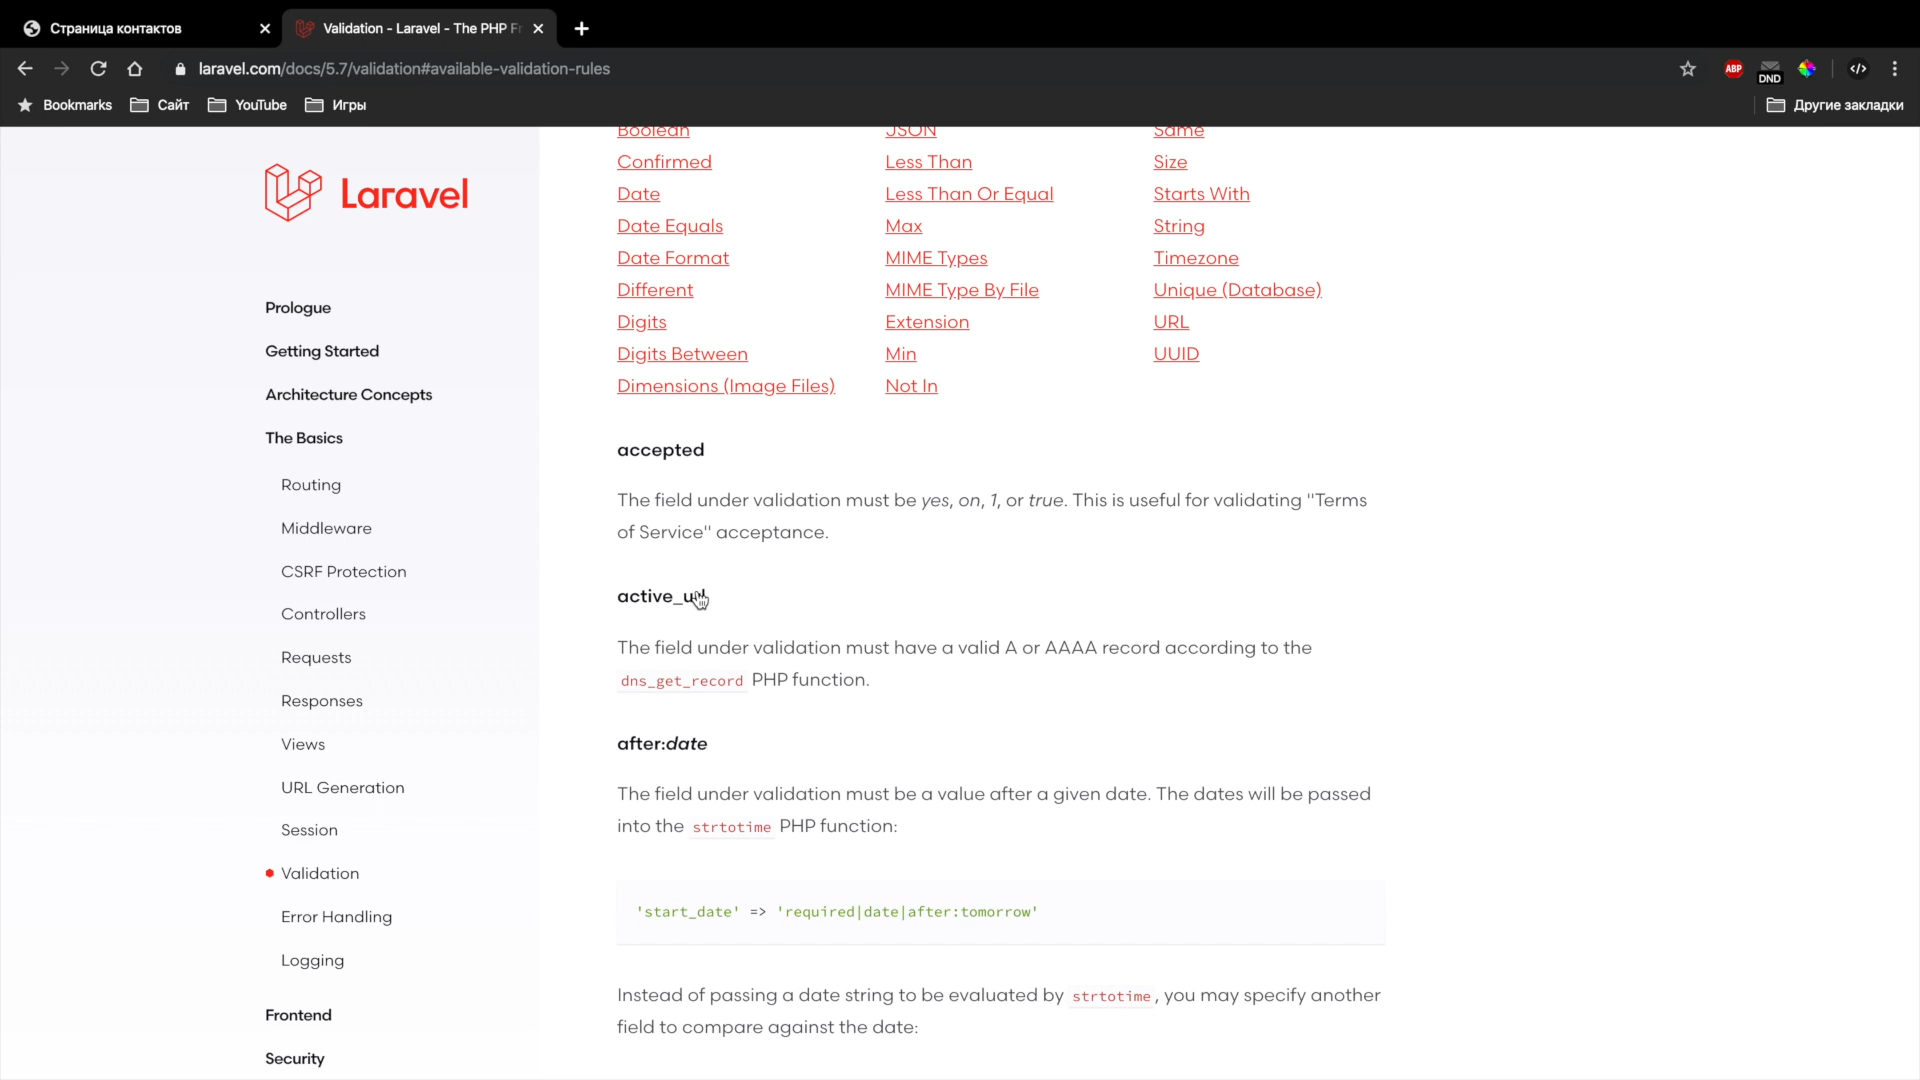 Страница контактов
Validation - Laravel - The PHP Fr
laravel.com/docs/5.7/validation#available-validation-rules
ABP
DND
</>
Bookmarks
Сайт
YouTube
Игры
Другие закладки
Laravel
Prologue
Getting Started
Architecture Concepts
The Basics
Routing
Middleware
CSRF Protection
Controllers
Requests
Responses
Views
URL Generation
Session
Validation
Error Handling
Logging
Frontend
Security
Boolean
Confirmed
Date
Date Equals
Date Format
Different
Digits
Digits Between
Dimensions (Image Files)
JSON
Less Than
Less Than Or Equal
Max
MIME Types
MIME Type By File
Extension
Min
Not In
Same
Size
Starts With
String
Timezone
Unique (Database)
URL
UUID
accepted
The field under validation must be yes, on, 1, or true. This is useful for validating "Terms
of Service" acceptance.
active_url
The field under validation must have a valid A or AAAA record according to the
dns_get_record PHP function.
after:date
The field under validation must be a value after a given date. The dates will be passed
into the strtotime PHP function:
'start_date' => 'required|date|after:tomorrow'
Instead of passing a date string to be evaluated by strtotime, you may specify another
field to compare against the date: